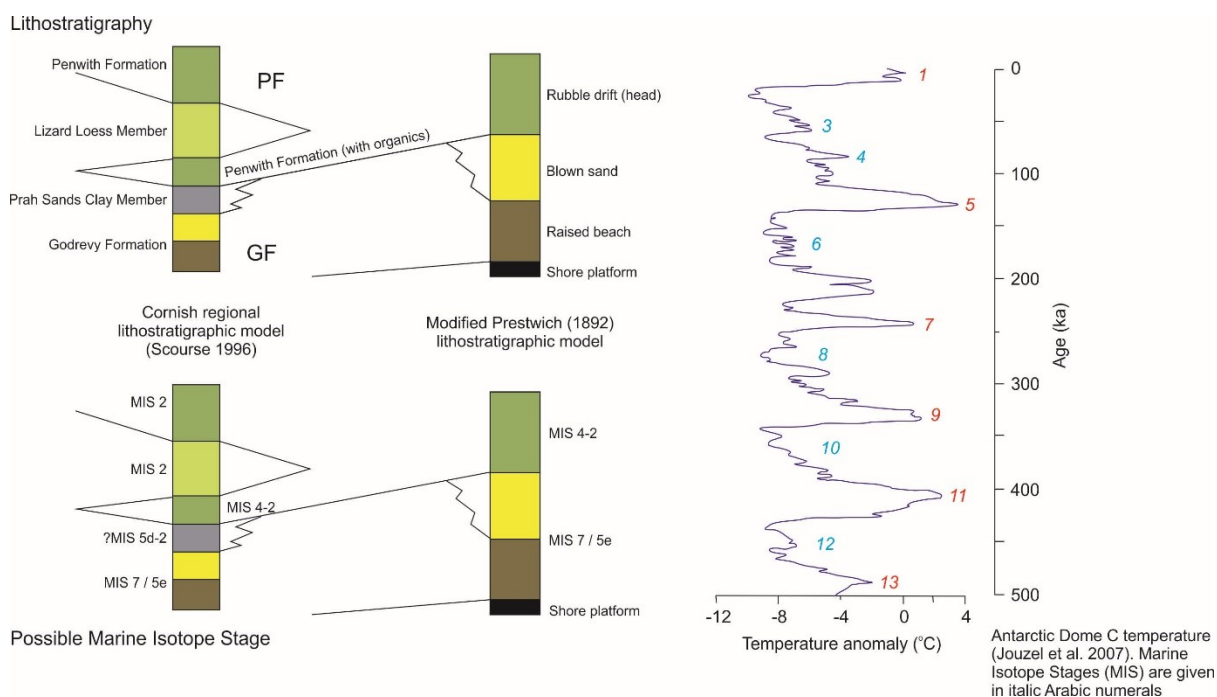 Lithostratigraphy
Penwith Formation
PF
Lizard Loess Member
Penwith Formation (with organics)
Prah Sands Clay Member
Godrevy Formation
GF
Rubble drift (head)
Blown sand
Raised beach
Shore platform
Cornish regional
lithostratigraphic model
(Scourse 1996)
Modified Prestwich (1892)
lithostratigraphic model
MIS 2
MIS 2
MIS 4-2
?MIS 5d-2
MIS 7 / 5e
MIS 4-2
MIS 7 / 5e
Shore platform
Possible Marine Isotope Stage
1
3
4
5
6
7
8
9
10
11
12
13
0
100
200
300
400
500
Age (ka)
-12
-8
-4
0
4
Temperature anomaly (°C)
Antarctic Dome C temperature
(Jouzel et al. 2007). Marine
Isotope Stages (MIS) are given
in italic Arabic numerals